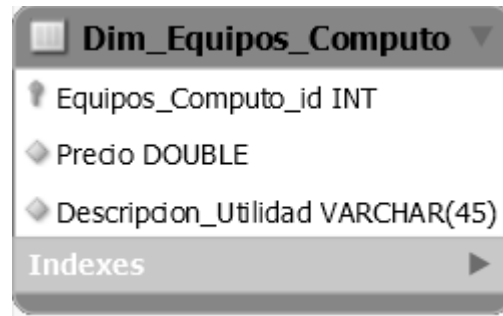 Dim_Equipos_Computo
Equipos_Computo_id INT
Precio DOUBLE
Descripcion_Utilidad VARCHAR(45)
Indexes